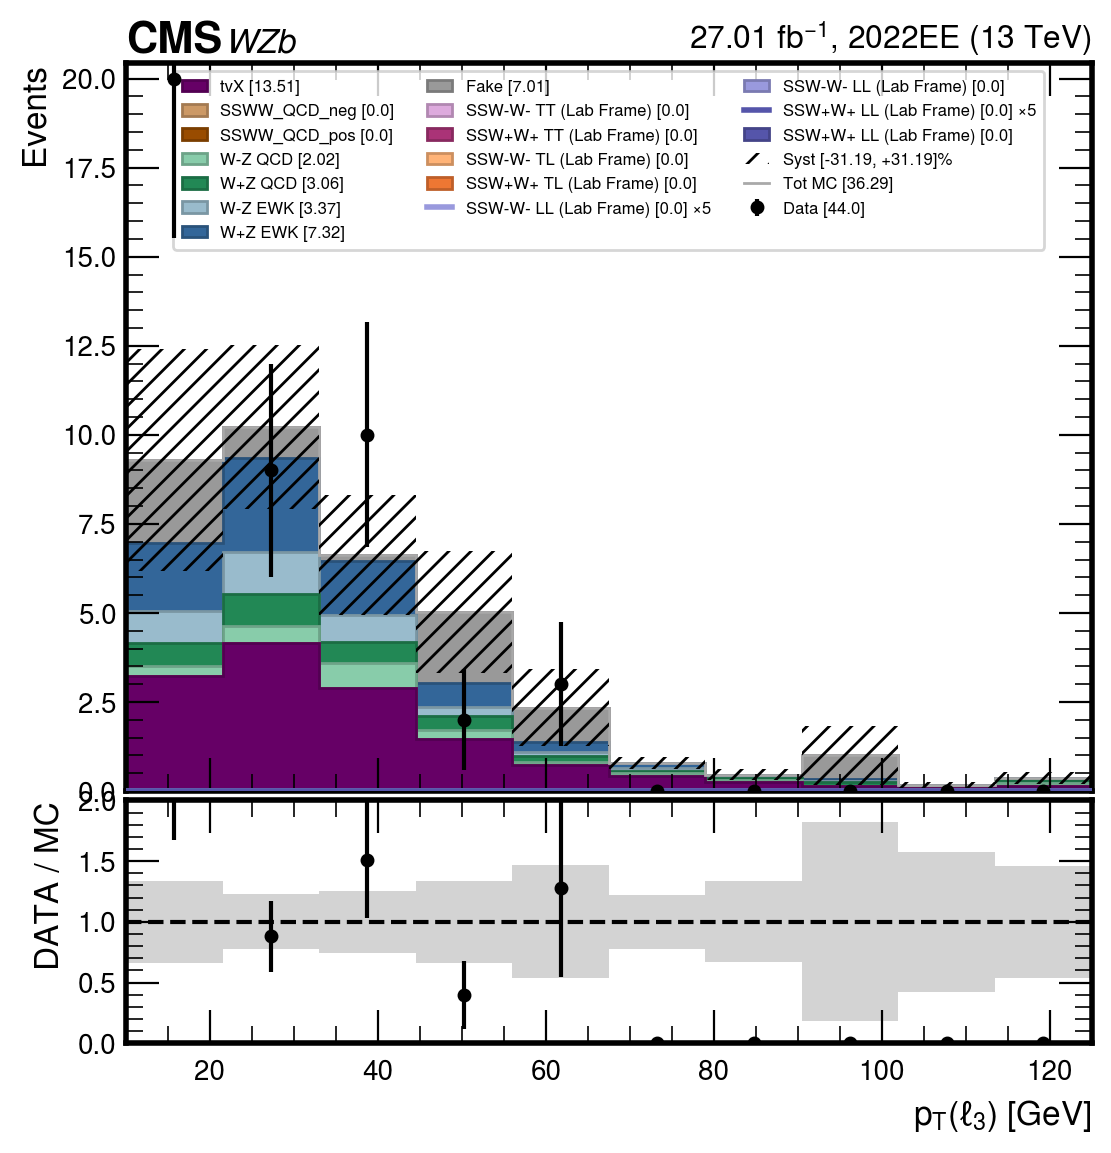 CMS WZb 27.01 fb⁻¹, 2022EE (13 TeV)
Events
20.0
17.5
15.0
12.5
10.0
7.5
5.0
2.5
0.0
tvX [13.51]
SSWW_QCD_neg [0.0]
SSWW_QCD_pos [0.0]
W-Z QCD [2.02]
W+Z QCD [3.06]
W-Z EWK [3.37]
W+Z EWK [7.32]
Fake [7.01]
SSW-W- TT (Lab Frame) [0.0]
SSW+W+ TT (Lab Frame) [0.0]
SSW-W- TL (Lab Frame) [0.0]
SSW+W+ TL (Lab Frame) [0.0]
SSW-W- LL (Lab Frame) [0.0] ×5
SSW-W- LL (Lab Frame) [0.0]
SSW+W+ LL (Lab Frame) [0.0] ×5
SSW+W+ LL (Lab Frame) [0.0]
Syst [-31.19, +31.19]%
Tot MC [36.29]
Data [44.0]
DATA / MC
2.0
1.5
1.0
0.5
0.0
20 40 60 80 100 120
p_T(ℓ₃) [GeV]